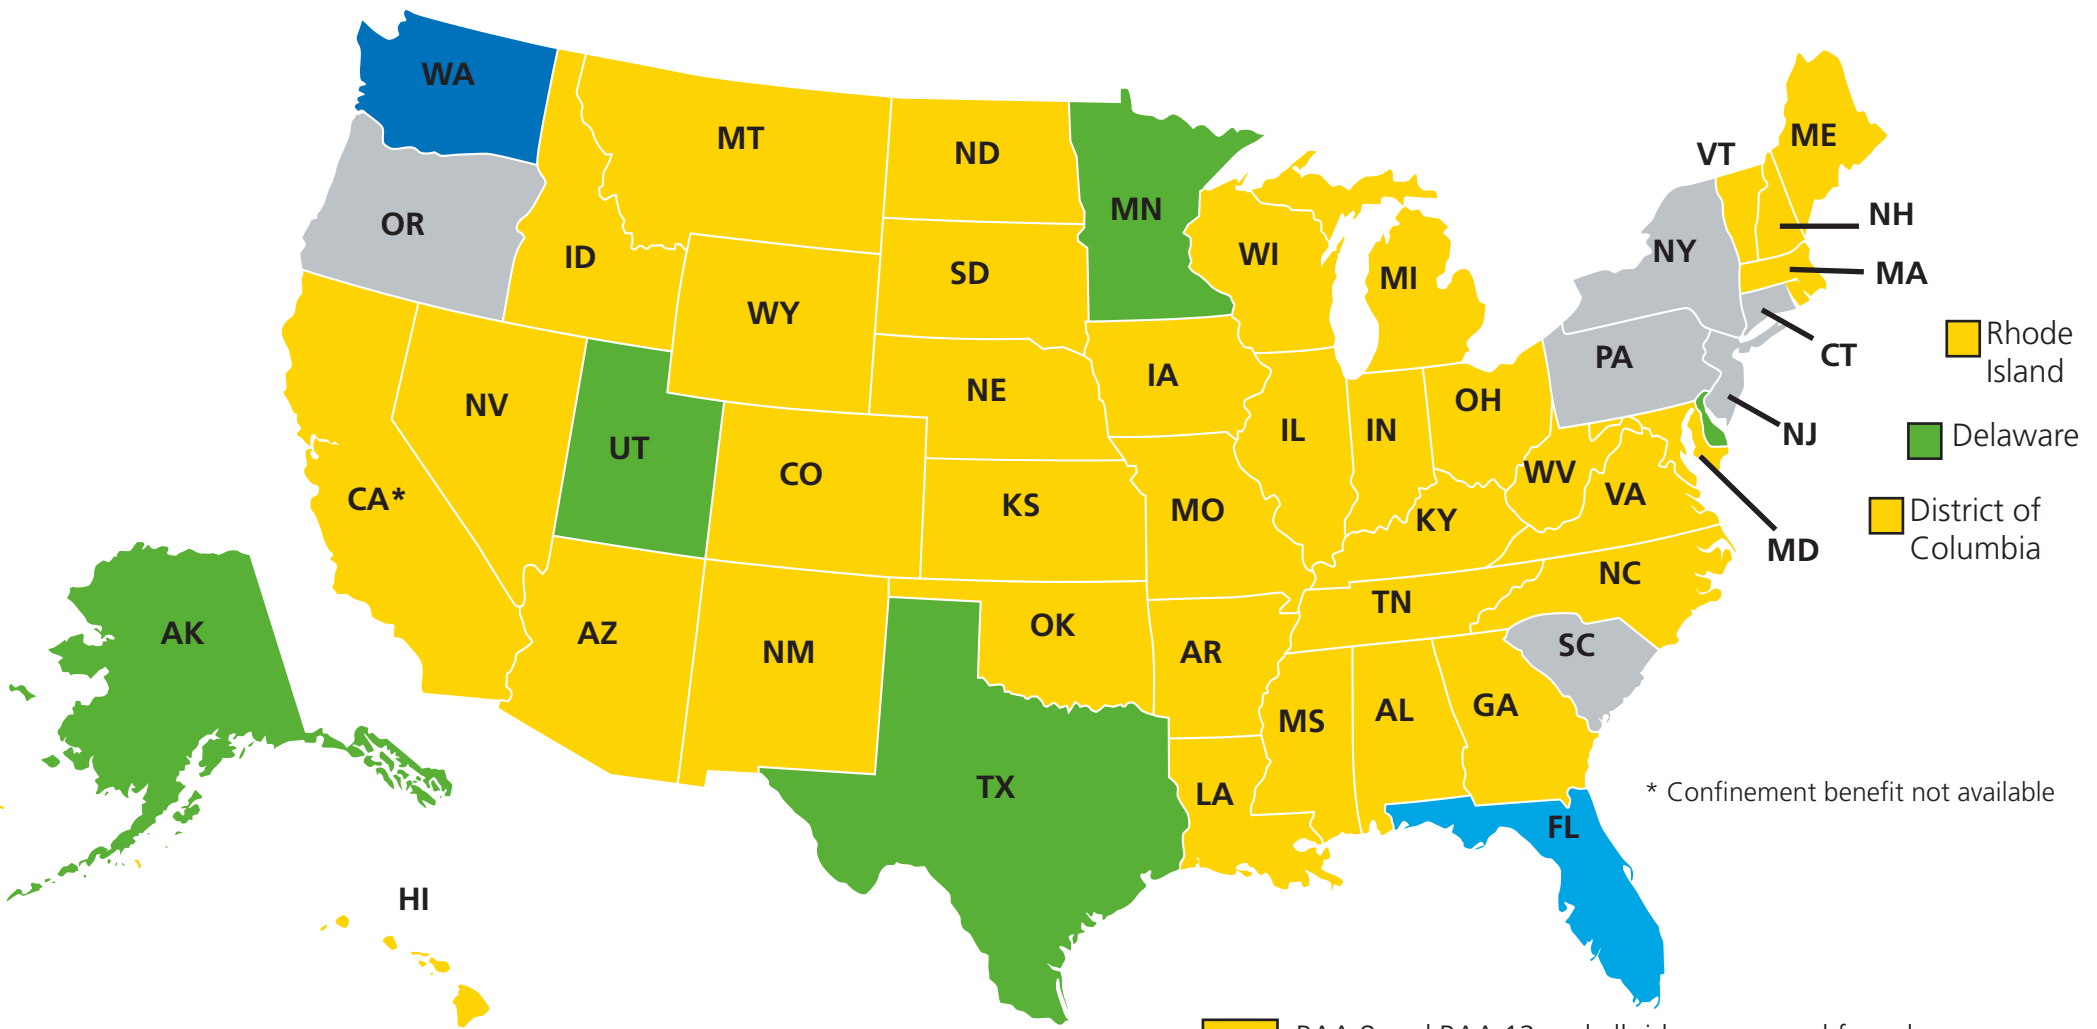 WA
MT
ND
MN
OR
ID
SD
WI
MI
VT
ME
NH
NY
MA
WY
Rhode
Island
CT
PA
NE
IA
NV
OH
IL
IN
NJ
Delaware
UT
CO
WV
CA*
KS
MO
KY
VA
District of
Columbia
MD
NC
AK
AZ
NM
OK
TN
AR
SC
MS
AL
GA
TX
LA
* Confinement benefit not available
FL
HI